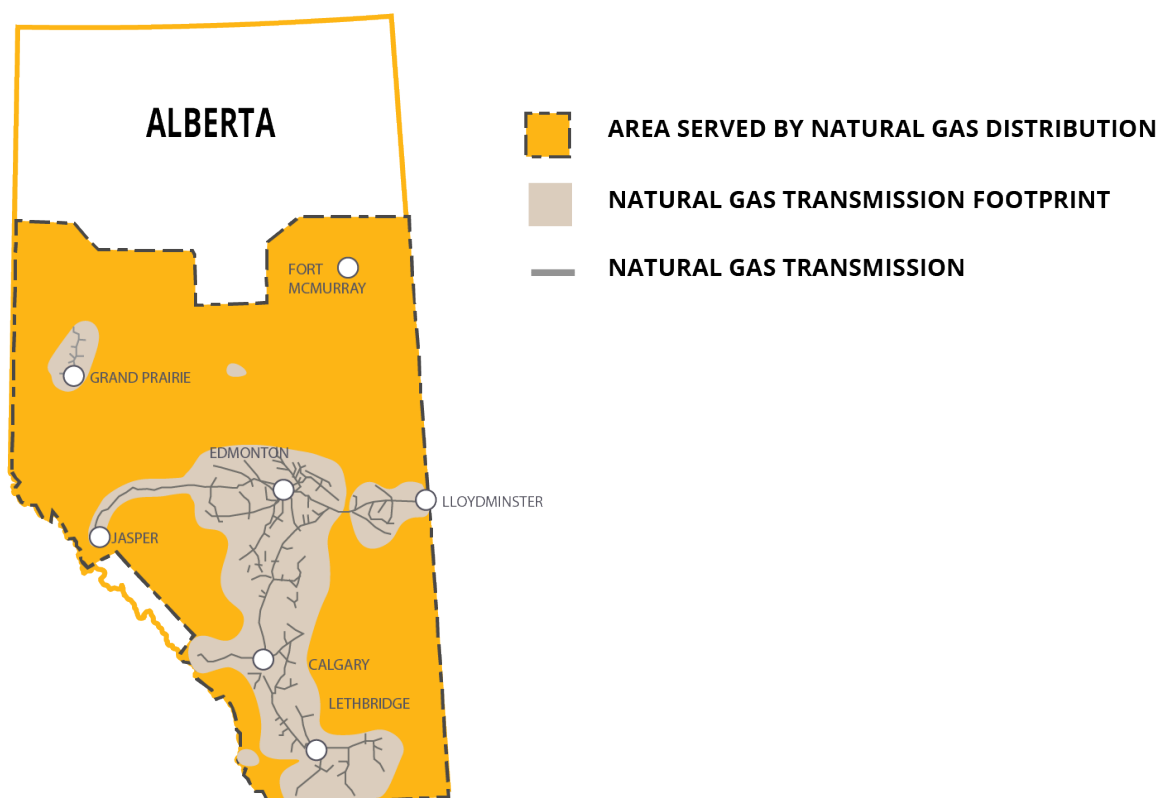 ALBERTA
AREA SERVED BY NATURAL GAS DISTRIBUTION
NATURAL GAS TRANSMISSION FOOTPRINT
NATURAL GAS TRANSMISSION
FORT
MCMURRAY
GRAND PRAIRIE
EDMONTON
LLOYDMINSTER
JASPER
CALGARY
LETHBRIDGE